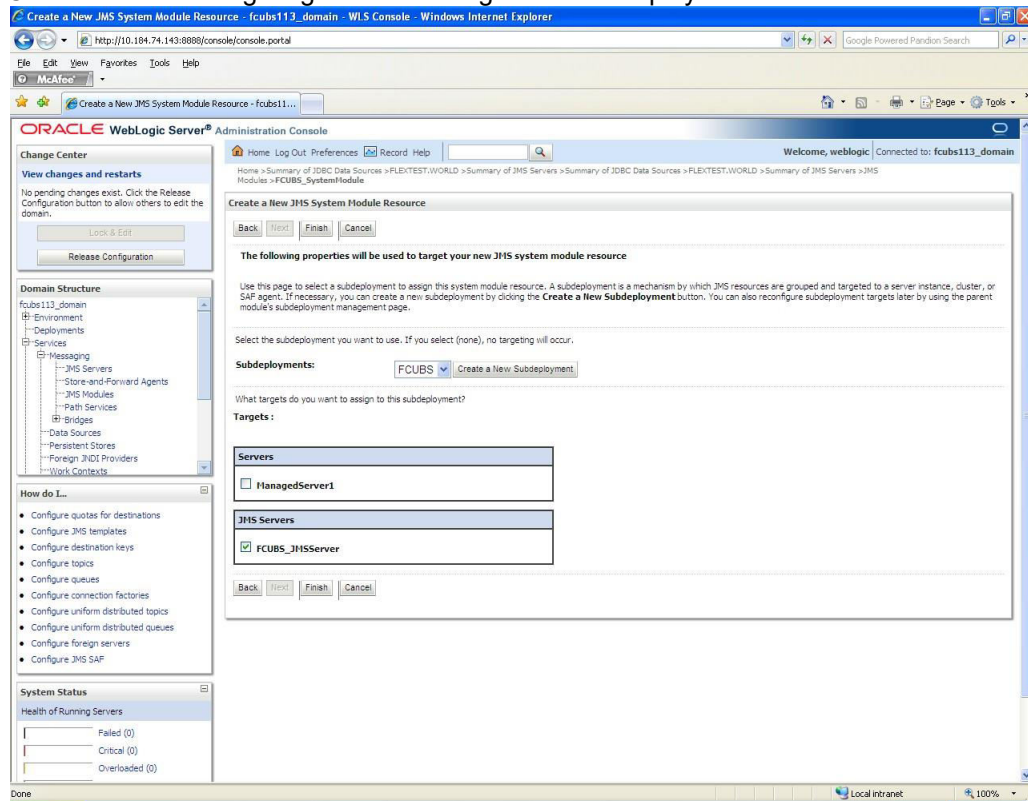 Create a New JMS System Module Resource - fcubs113_domain - WLS Console - Windows Internet Explorer
http://10.184.74.143:8888/console/console.portal
Google Powered Pandion Search
File Edit View Favorites Tools Help
McAfee
Create a New JMS System Module Resource - fcubs11...
Page Tools
ORACLE WebLogic Server® Administration Console
Change Center
View changes and restarts
No pending changes exist. Click the Release
Configuration button to allow others to edit the
domain.
Lock & Edit
Release Configuration
Domain Structure
fcubs113_domain
Environment
Deployments
Services
Messaging
JMS Servers
Store-and-Forward Agents
JMS Modules
Path Services
Bridges
Data Sources
Persistent Stores
Foreign JNDI Providers
Work Contexts
How do I...
Configure quotas for destinations
Configure JMS templates
Configure destination keys
Configure topics
Configure queues
Configure connection factories
Configure uniform distributed topics
Configure uniform distributed queues
Configure foreign servers
Configure JMS SAF
System Status
Health of Running Servers
Failed (0)
Critical (0)
Overloaded (0)
Home Log Out Preferences Record Help
Welcome, weblogic Connected to: fcubs113_domain
Home >Summary of JDBC Data Sources >FLEXTEST.WORLD >Summary of JMS Servers >Summary of JDBC Data Sources >FLEXTEST.WORLD >Summary of JMS Servers >JMS
Modules >FCUBS_SystemModule
Create a New JMS System Module Resource
Back Next Finish Cancel
The following properties will be used to target your new JMS system module resource
Use this page to select a subdeployment to assign this system module resource. A subdeployment is a mechanism by which JMS resources are grouped and targeted to a server instance, cluster, or
SAF agent. If necessary, you can create a new subdeployment by clicking the Create a New Subdeployment button. You can also reconfigure subdeployment targets later by using the parent
module's subdeployment management page.
Select the subdeployment you want to use. If you select (none), no targeting will occur.
Subdeployments: FCUBS Create a New Subdeployment
What targets do you want to assign to this subdeployment?
Targets :
Servers
ManagedServer1
JMS Servers
FCUBS_JMSServer
Back Next Finish Cancel
Done
Local intranet
100%